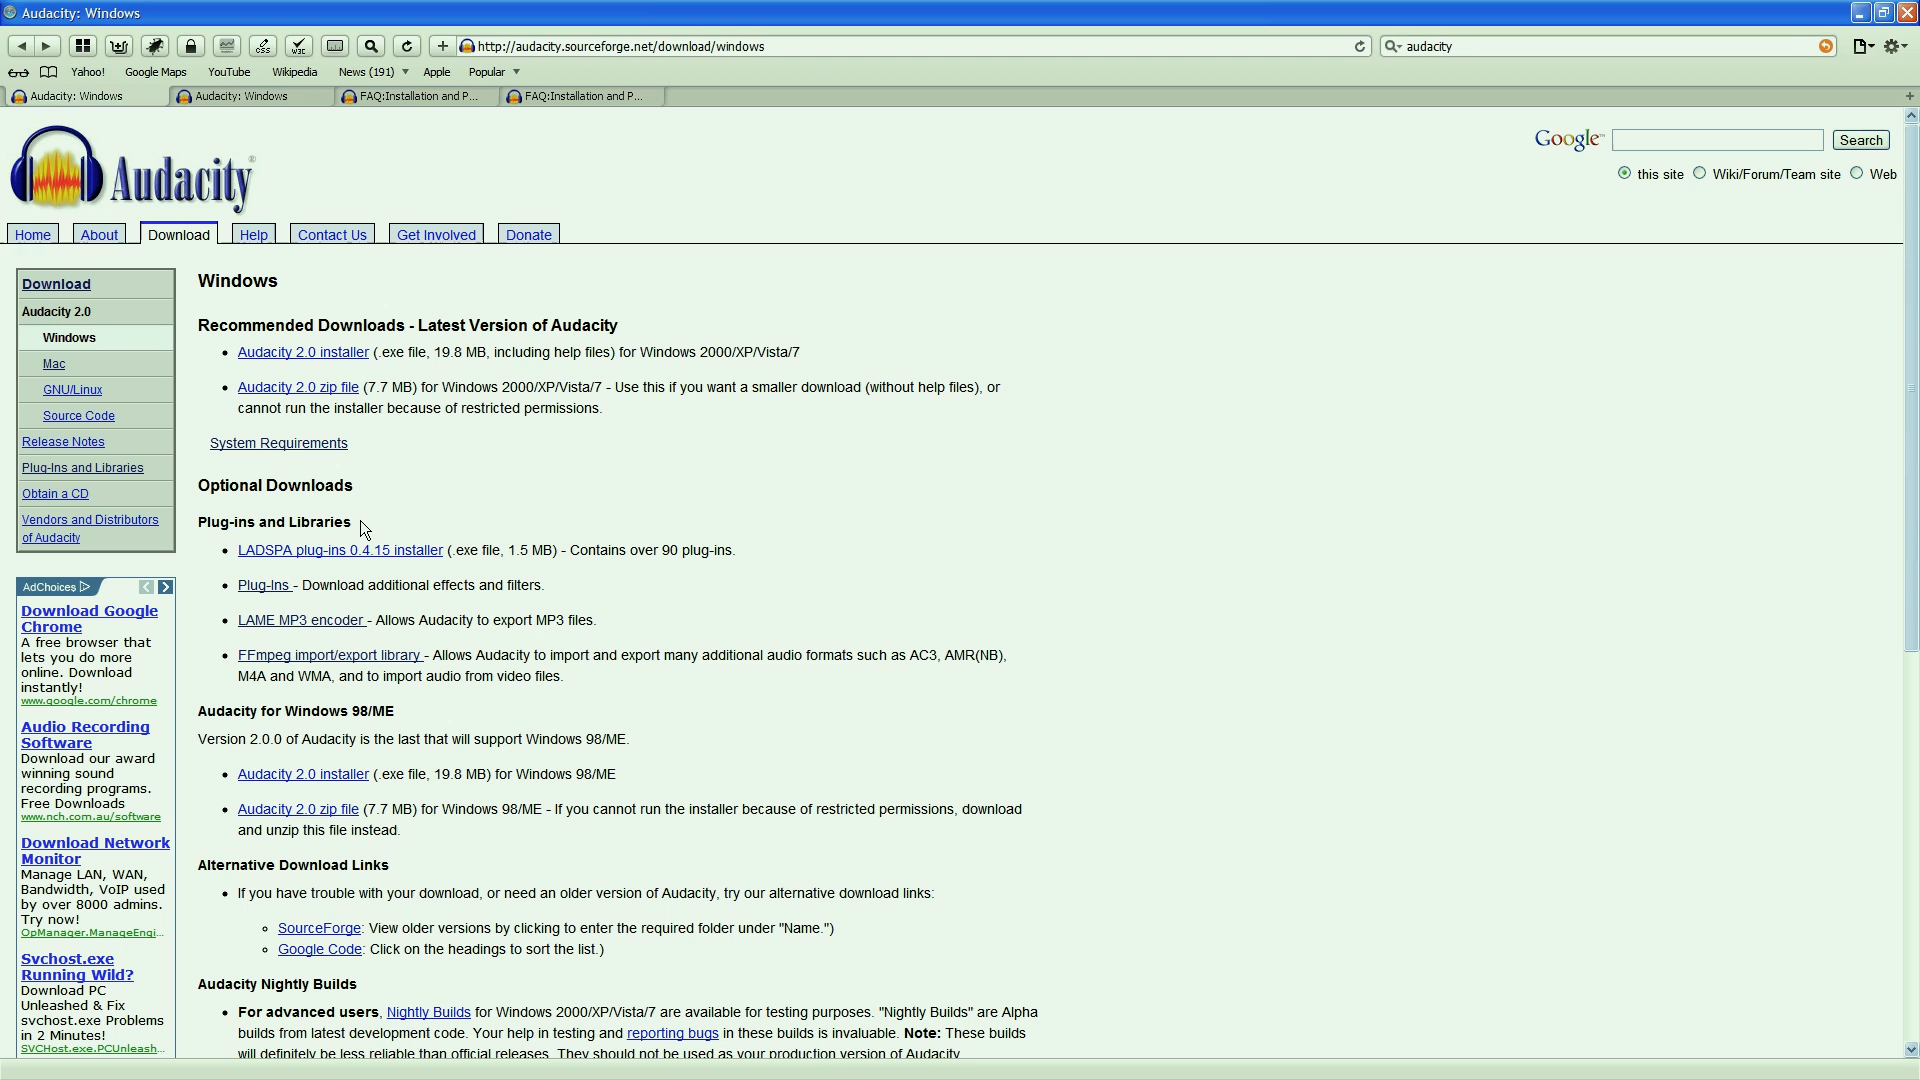 Audacity: Windows
http://audacity.sourceforge.net/download/windows
audacity
Yahoo!
Google Maps
YouTube
Wikipedia
News (191)
Apple
Popular
Audacity: Windows
Audacity: Windows
FAQ:Installation and P...
FAQ:Installation and P...
Audacity®
Google™
Search
this site
Wiki/Forum/Team site
Web
Home
About
Download
Help
Contact Us
Get Involved
Donate
Download
Audacity 2.0
Windows
Mac
GNU/Linux
Source Code
Release Notes
Plug-Ins and Libraries
Obtain a CD
Vendors and Distributors
of Audacity
AdChoices
Download Google
Chrome
A free browser that
lets you do more
online. Download
instantly!
www.google.com/chrome
Audio Recording
Software
Download our award
winning sound
recording programs.
Free Downloads
www.nch.com.au/software
Download Network
Monitor
Manage LAN, WAN,
Bandwidth, VoIP used
by over 8000 admins.
Try now!
OpManager.ManageEngi...
Svchost.exe
Running Wild?
Download PC
Unleashed & Fix
svchost.exe Problems
in 2 Minutes!
SVCHost.exe.PCUnleash...
Windows
Recommended Downloads - Latest Version of Audacity
Audacity 2.0 installer (.exe file, 19.8 MB, including help files) for Windows 2000/XP/Vista/7
Audacity 2.0 zip file (7.7 MB) for Windows 2000/XP/Vista/7 - Use this if you want a smaller download (without help files), or
cannot run the installer because of restricted permissions.
System Requirements
Optional Downloads
Plug-ins and Libraries
LADSPA plug-ins 0.4.15 installer (.exe file, 1.5 MB) - Contains over 90 plug-ins.
Plug-Ins - Download additional effects and filters.
LAME MP3 encoder - Allows Audacity to export MP3 files.
FFmpeg import/export library - Allows Audacity to import and export many additional audio formats such as AC3, AMR(NB),
M4A and WMA, and to import audio from video files.
Audacity for Windows 98/ME
Version 2.0.0 of Audacity is the last that will support Windows 98/ME.
Audacity 2.0 installer (.exe file, 19.8 MB) for Windows 98/ME
Audacity 2.0 zip file (7.7 MB) for Windows 98/ME - If you cannot run the installer because of restricted permissions, download
and unzip this file instead.
Alternative Download Links
If you have trouble with your download, or need an older version of Audacity, try our alternative download links:
SourceForge: View older versions by clicking to enter the required folder under "Name.")
Google Code: Click on the headings to sort the list.)
Audacity Nightly Builds
For advanced users, Nightly Builds for Windows 2000/XP/Vista/7 are available for testing purposes. "Nightly Builds" are Alpha
builds from latest development code. Your help in testing and reporting bugs in these builds is invaluable. Note: These builds
will definitely be less reliable than official releases. They should not be used as your production version of Audacity.